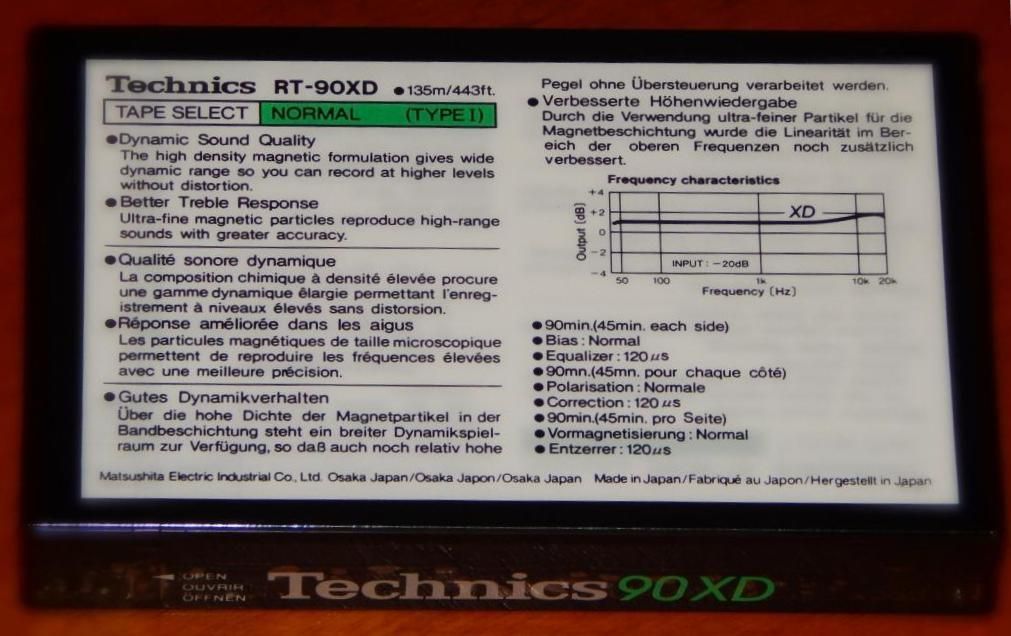 Technics RT-90XD ●135m/443ft.
TAPE SELECT NORMAL (TYPE I)
●Dynamic Sound Quality
The high density magnetic formulation gives wide
dynamic range so you can record at higher levels
without distortion.
●Better Treble Response
Ultra-fine magnetic particles reproduce high-range
sounds with greater accuracy.
●Qualité sonore dynamique
La composition chimique à densité élevée procure
une gamme dynamique élargie permettant l'enreg-
istrement à niveaux élevés sans distorsion.
●Réponse améliorée dans les aigus
Les particules magnétiques de taille microscopique
permettent de reproduire les fréquences élevées
avec une meilleure précision.
●Gutes Dynamikverhalten
Über die hohe Dichte der Magnetpartikel in der
Bandbeschichtung steht ein breiter Dynamikspiel-
raum zur Verfügung, so daß auch noch relativ hohe
Pegel ohne Übersteuerung verarbeitet werden.
●Verbesserte Höhenwiedergabe
Durch die Verwendung ultra-feiner Partikel für die
Magnetbeschichtung wurde die Linearität im Ber-
eich der oberen Frequenzen noch zusätzlich
verbessert.
Frequency characteristics
Output (dB)
+4
+2
0
−2
−4
XD
INPUT : −20dB
50 100 1k 10k 20k
Frequency (Hz)
●90min.(45min. each side)
●Bias : Normal
●Equalizer : 120μs
●90mn.(45mn. pour chaque côté)
●Polarisation : Normale
●Correction : 120μs
●90min.(45min. pro Seite)
●Vormagnetisierung : Normal
●Entzerrer : 120μs
Matsushita Electric Industrial Co., Ltd. Osaka Japan/Osaka Japon/Osaka Japan Made in Japan/Fabriqué au Japon/Hergestellt in Japan
OPEN
OUVRIR
ÖFFNEN
Technics 90XD